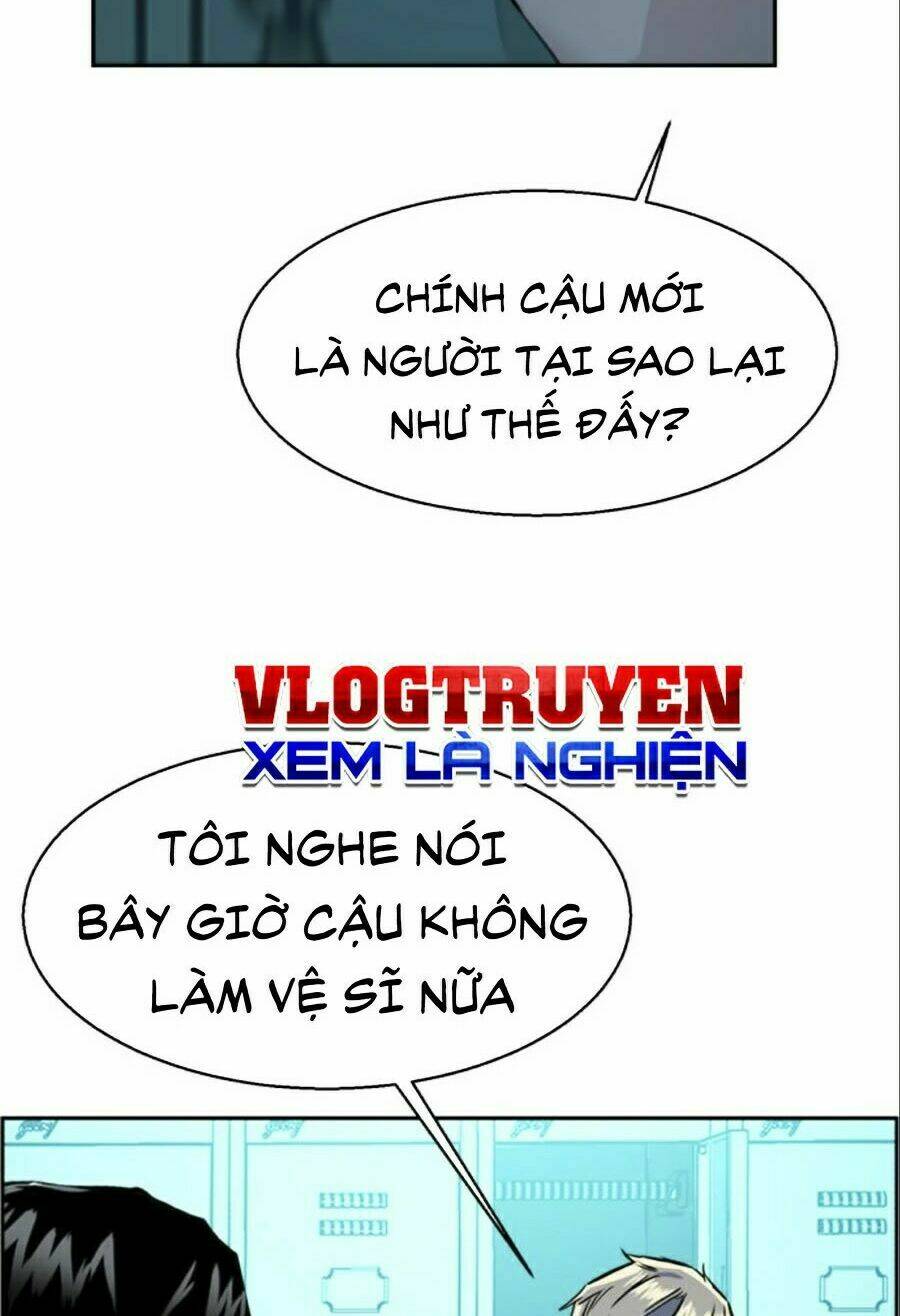 CHÍNH CẬU MỚI
LÀ NGƯỜI TẠI SAO LẠI
NHƯ THẾ ĐẤY?
VLOGTRUYEN
XEM LÀ NGHIỆN
TÔI NGHE NÓI
BÂY GIỜ CẬU KHÔNG
LÀM VỆ SĨ NỮA